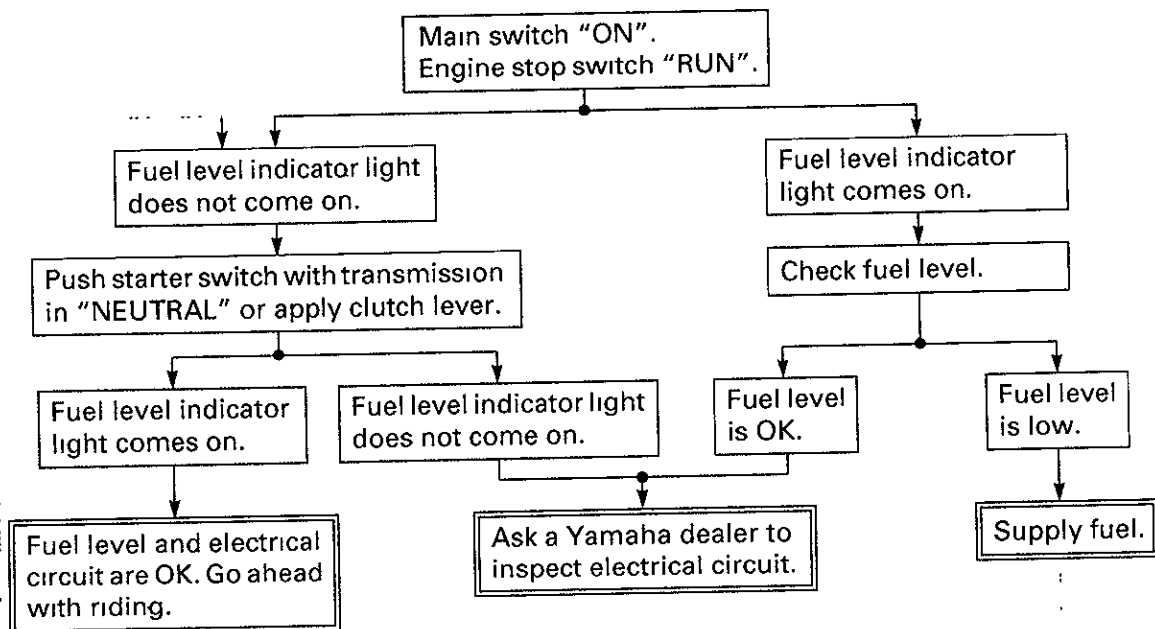 Main switch “ON”.
Engine stop switch “RUN”.
Fuel level indicator light
does not come on.
Fuel level indicator
light comes on.
Push starter switch with transmission
in “NEUTRAL” or apply clutch lever.
Check fuel level.
Fuel level indicator
light comes on.
Fuel level indicator light
does not come on.
Fuel level
is OK.
Fuel level
is low.
Fuel level and electrical
circuit are OK. Go ahead
with riding.
Ask a Yamaha dealer to
inspect electrical circuit.
Supply fuel.